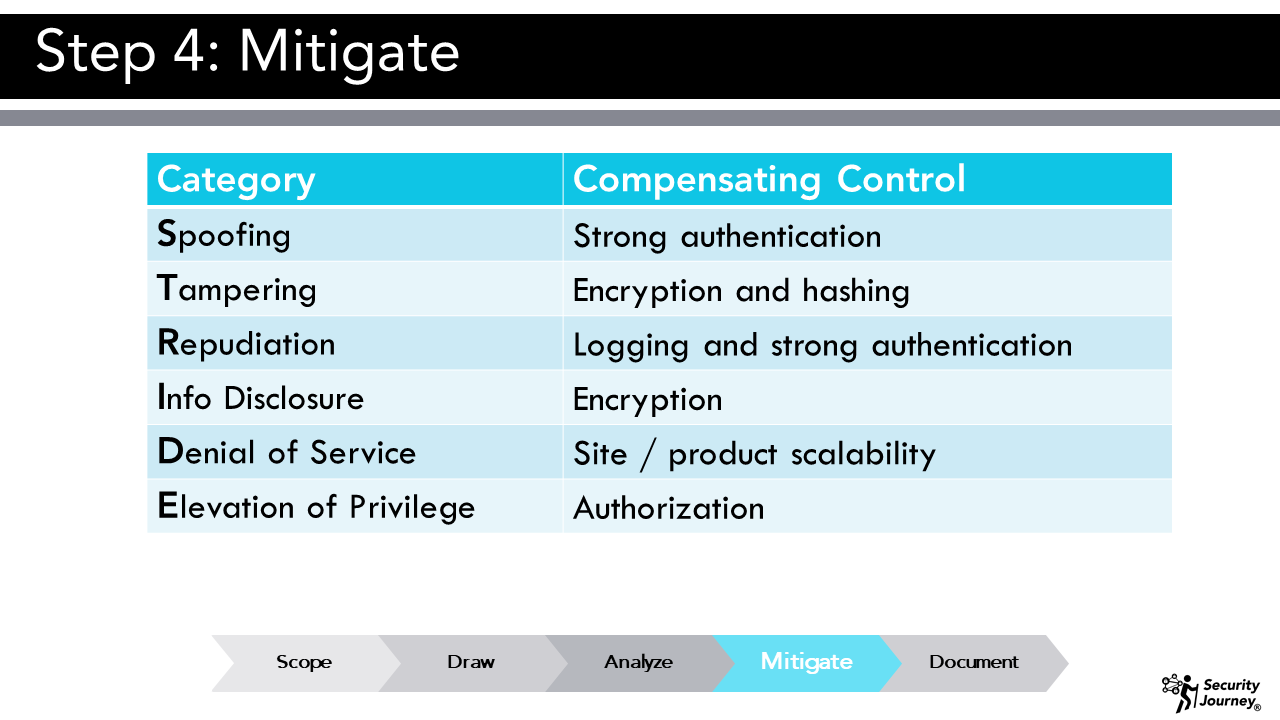 Step 4: Mitigate
Category Compensating Control
Spoofing Strong authentication
Tampering Encryption and hashing
Repudiation Logging and strong authentication
Info Disclosure Encryption
Denial of Service Site / product scalability
Elevation of Privilege Authorization
Scope Draw Analyze Mitigate Document
Security
Journey®